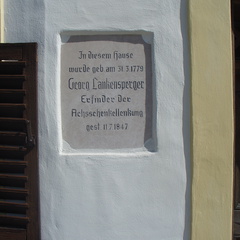 In diesem Hause
wurde geb am 31.3.1779
Georg Lankensperger
Erfinder der
Achsschenkellenkung
gest 11.7.1847